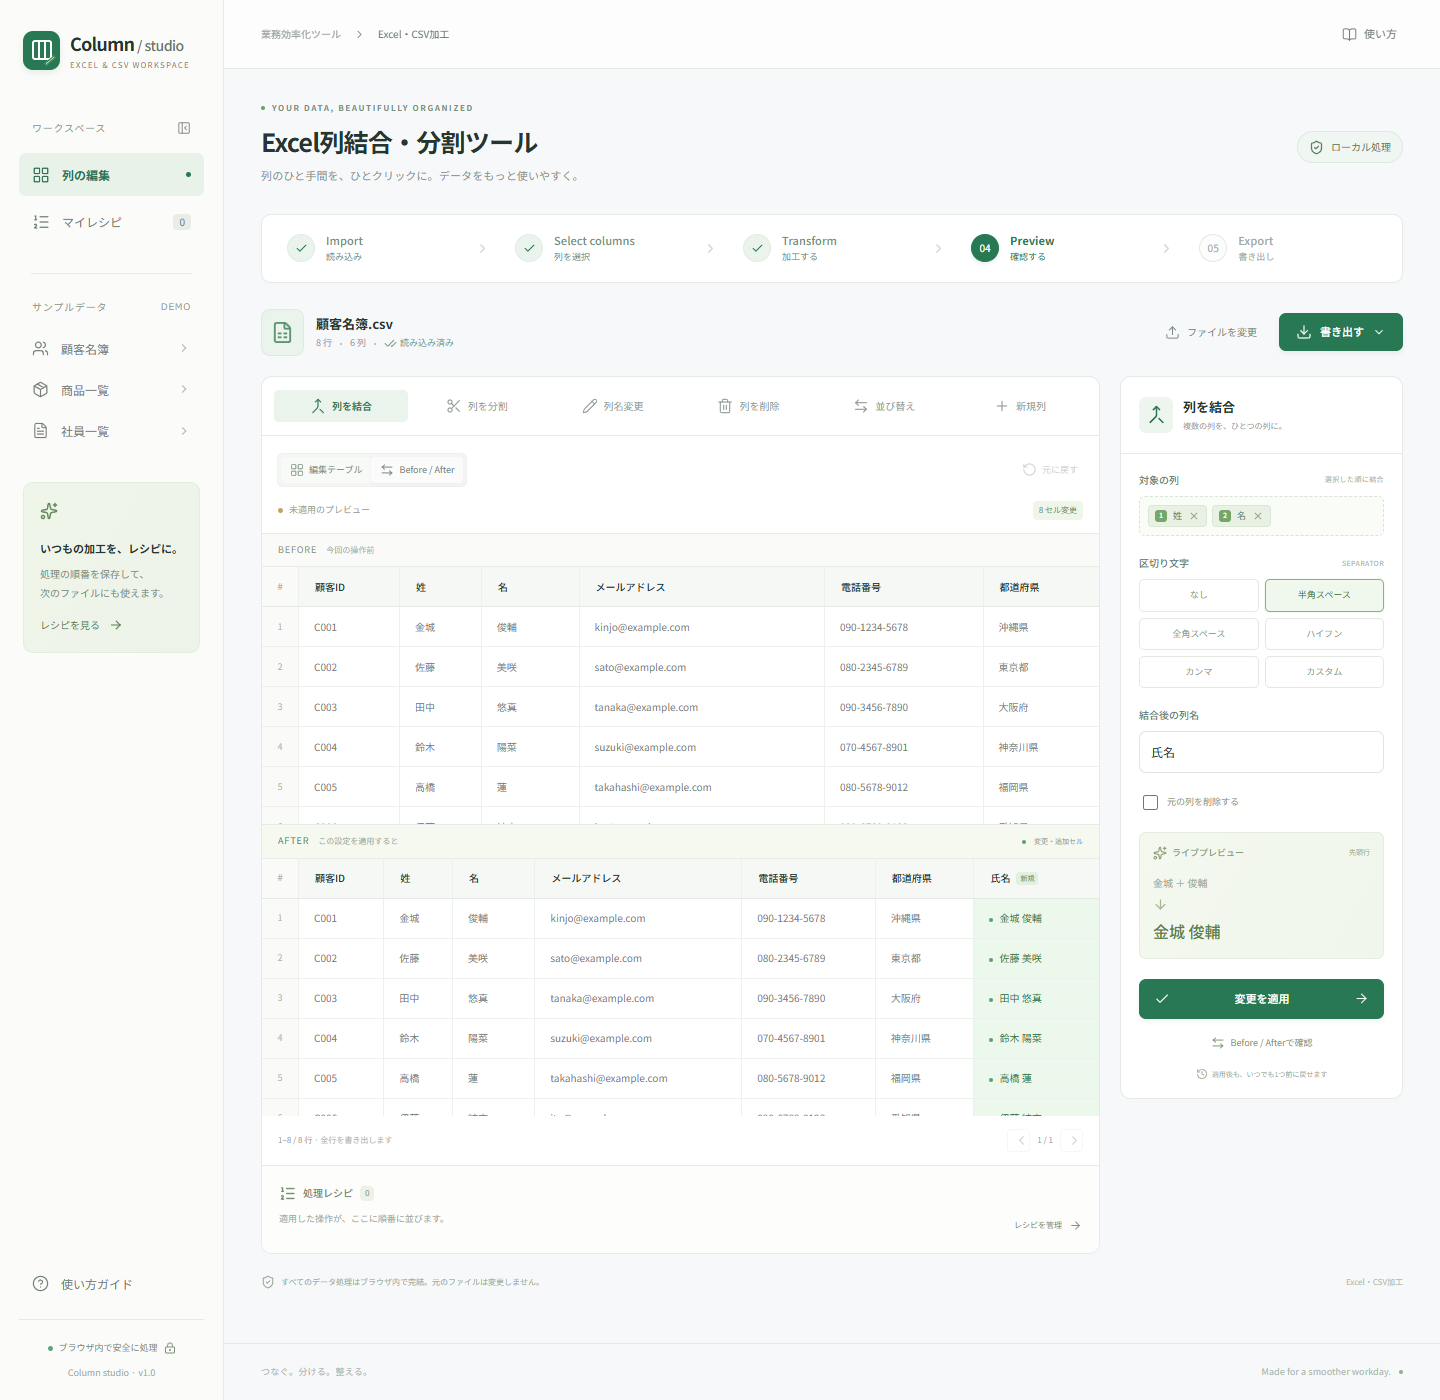 Column / studio
EXCEL & CSV WORKSPACE
ワークスペース
列の編集
マイレシピ 0
サンプルデータ DEMO
顧客名簿
商品一覧
社員一覧
いつもの加工を、レシピに。
処理の順番を保存して、
次のファイルにも使えます。
レシピを見る
使い方ガイド
ブラウザ内で安全に処理
Column studio · v1.0
業務効率化ツール Excel・CSV加工
使い方
YOUR DATA, BEAUTIFULLY ORGANIZED
Excel列結合・分割ツール
列のひと手間を、ひとクリックに。データをもっと使いやすく。
ローカル処理
Import
読み込み
Select columns
列を選択
Transform
加工する
04 Preview
確認する
05 Export
書き出し
顧客名簿.csv
8 行 ・ 6 列 ・ 読み込み済み
ファイルを変更
書き出す
列を結合 列を分割 列名変更 列を削除 並び替え 新規列
編集テーブル Before / After
元に戻す
未適用のプレビュー
8 セル変更
BEFORE 今回の操作前
# 顧客ID 姓 名 メールアドレス 電話番号 都道府県
1 C001 金城 俊輔 kinjo@example.com 090-1234-5678 沖縄県
2 C002 佐藤 美咲 sato@example.com 080-2345-6789 東京都
3 C003 田中 悠真 tanaka@example.com 090-3456-7890 大阪府
4 C004 鈴木 陽菜 suzuki@example.com 070-4567-8901 神奈川県
5 C005 高橋 蓮 takahashi@example.com 080-5678-9012 福岡県
AFTER この設定を適用すると
変更・追加セル
# 顧客ID 姓 名 メールアドレス 電話番号 都道府県 氏名 新規
1 C001 金城 俊輔 kinjo@example.com 090-1234-5678 沖縄県 金城 俊輔
2 C002 佐藤 美咲 sato@example.com 080-2345-6789 東京都 佐藤 美咲
3 C003 田中 悠真 tanaka@example.com 090-3456-7890 大阪府 田中 悠真
4 C004 鈴木 陽菜 suzuki@example.com 070-4567-8901 神奈川県 鈴木 陽菜
5 C005 高橋 蓮 takahashi@example.com 080-5678-9012 福岡県 高橋 蓮
1–8 / 8 行 · 全行を書き出します
1 / 1
処理レシピ 0
適用した操作が、ここに順番に並びます。
レシピを管理
列を結合
複数の列を、ひとつの列に。
対象の列 選択した順に結合
1 姓 2 名
区切り文字 SEPARATOR
なし 半角スペース
全角スペース ハイフン
カンマ カスタム
結合後の列名
氏名
元の列を削除する
ライブプレビュー 先頭行
金城 + 俊輔
金城 俊輔
変更を適用
Before / Afterで確認
適用後も、いつでも1つ前に戻せます
すべてのデータ処理はブラウザ内で完結。元のファイルは変更しません。
Excel・CSV加工
つなぐ。分ける。整える。
Made for a smoother workday.